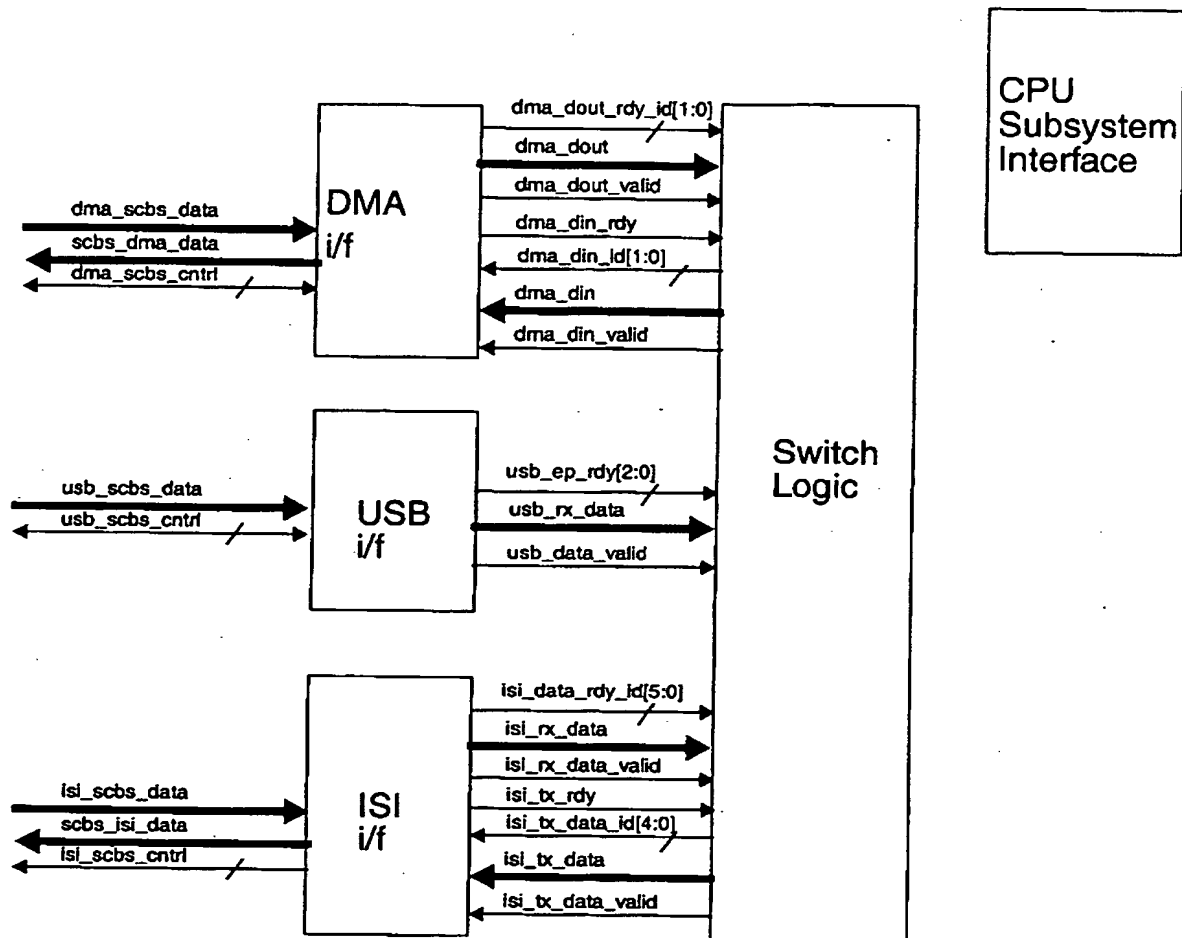 CPU
Subsystem
Interface
dma_dout_rdy_id[1:0]
dma_dout
dma_dout_valid
dma_din_rdy
dma_din_id[1:0]
dma_din
dma_din_valid
DMA
i/f
dma_scbs_data
scbs_dma_data
dma_scbs_cntrl
Switch
Logic
usb_ep_rdy[2:0]
usb_rx_data
usb_data_valid
USB
i/f
usb_scbs_data
usb_scbs_cntrl
isi_data_rdy_id[5:0]
isi_rx_data
isi_rx_data_valid
isi_tx_rdy
isi_tx_data_id[4:0]
isi_tx_data
isi_tx_data_valid
ISI
i/f
isi_scbs_data
scbs_isi_data
isi_scbs_cntrl